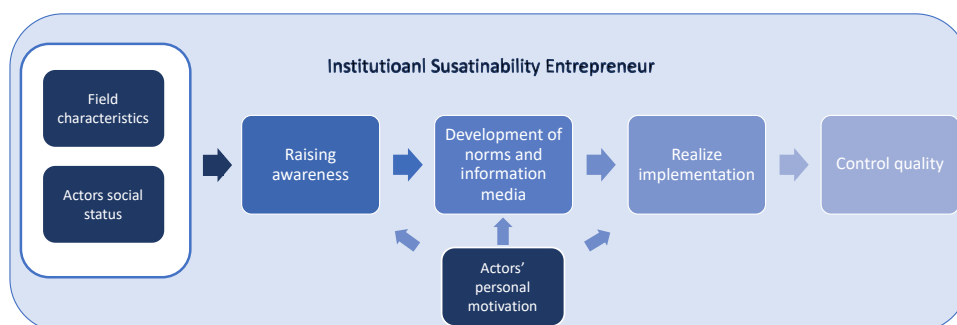 Institutioanl Susatinability Entrepreneur
Field
characteristics
Actors social
status
Raising
awareness
Development of
norms and
information
media
Realize
implementation
Control quality
Actors’
personal
motivation